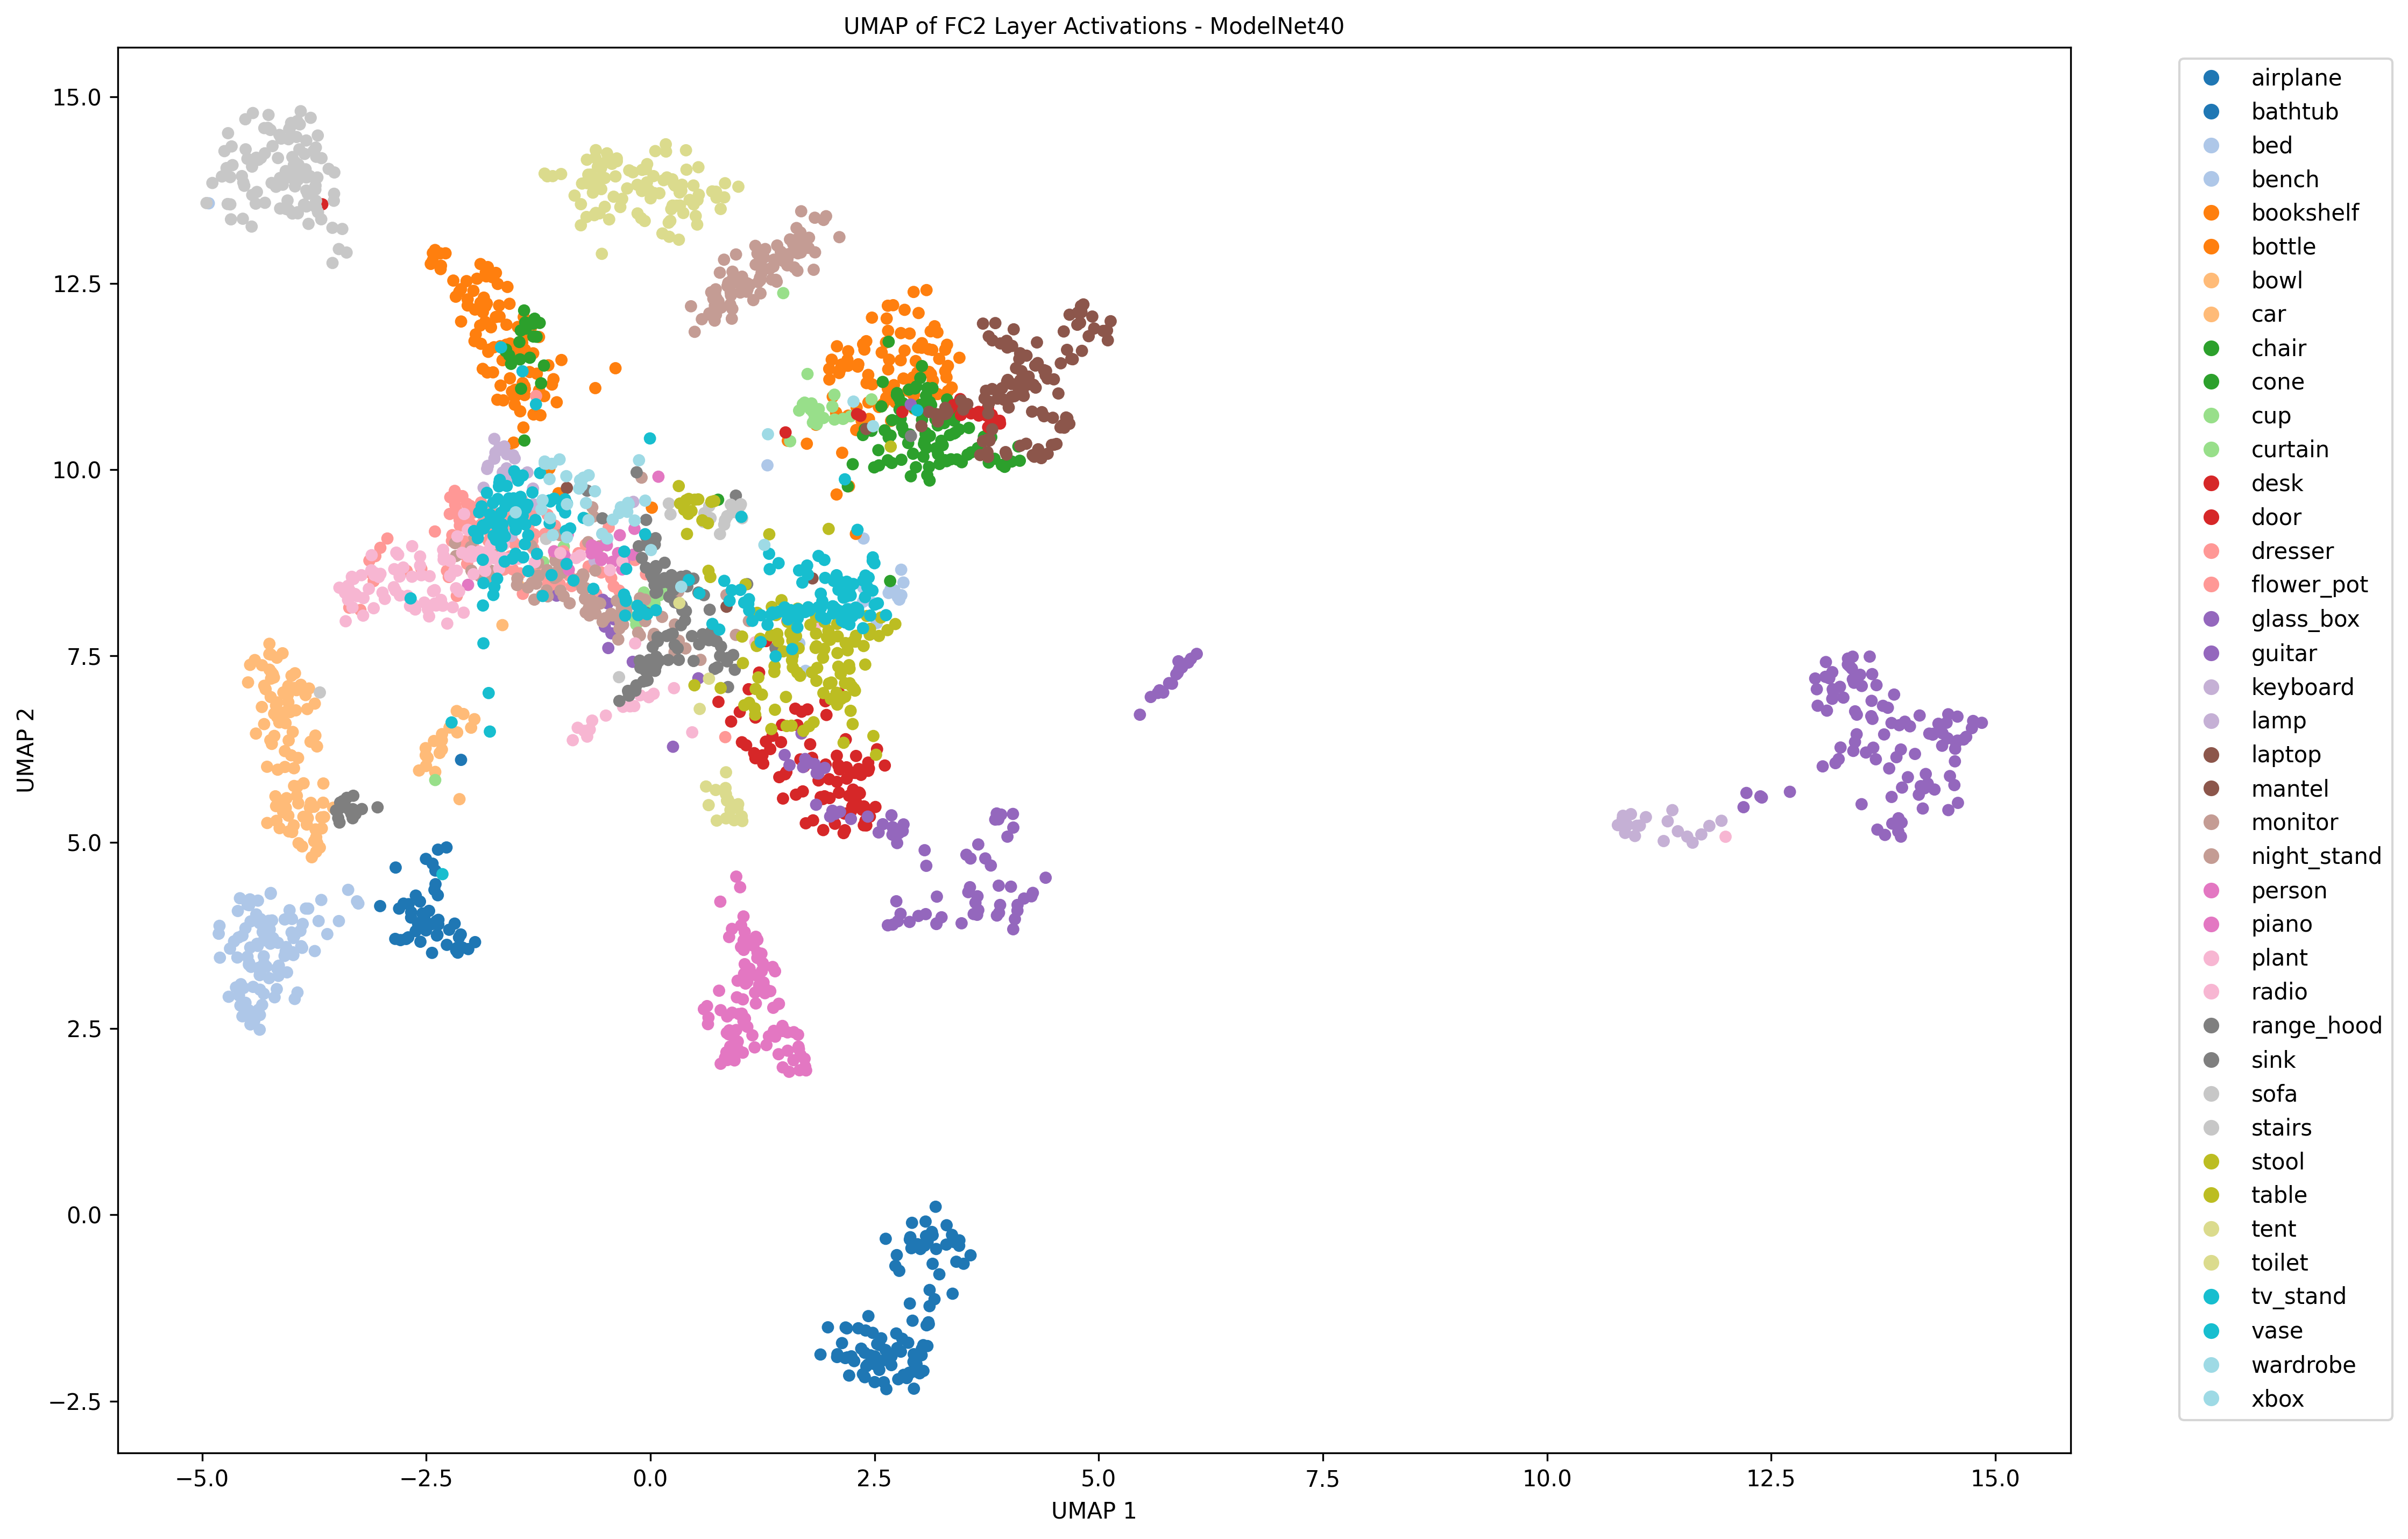 UMAP of FC2 Layer Activations - ModelNet40
UMAP 2
15.0
12.5
10.0
7.5
5.0
2.5
0.0
−2.5
−5.0
−2.5
0.0
2.5
5.0
7.5
10.0
12.5
15.0
UMAP 1
airplane
bathtub
bed
bench
bookshelf
bottle
bowl
car
chair
cone
cup
curtain
desk
door
dresser
flower_pot
glass_box
guitar
keyboard
lamp
laptop
mantel
monitor
night_stand
person
piano
plant
radio
range_hood
sink
sofa
stairs
stool
table
tent
toilet
tv_stand
vase
wardrobe
xbox